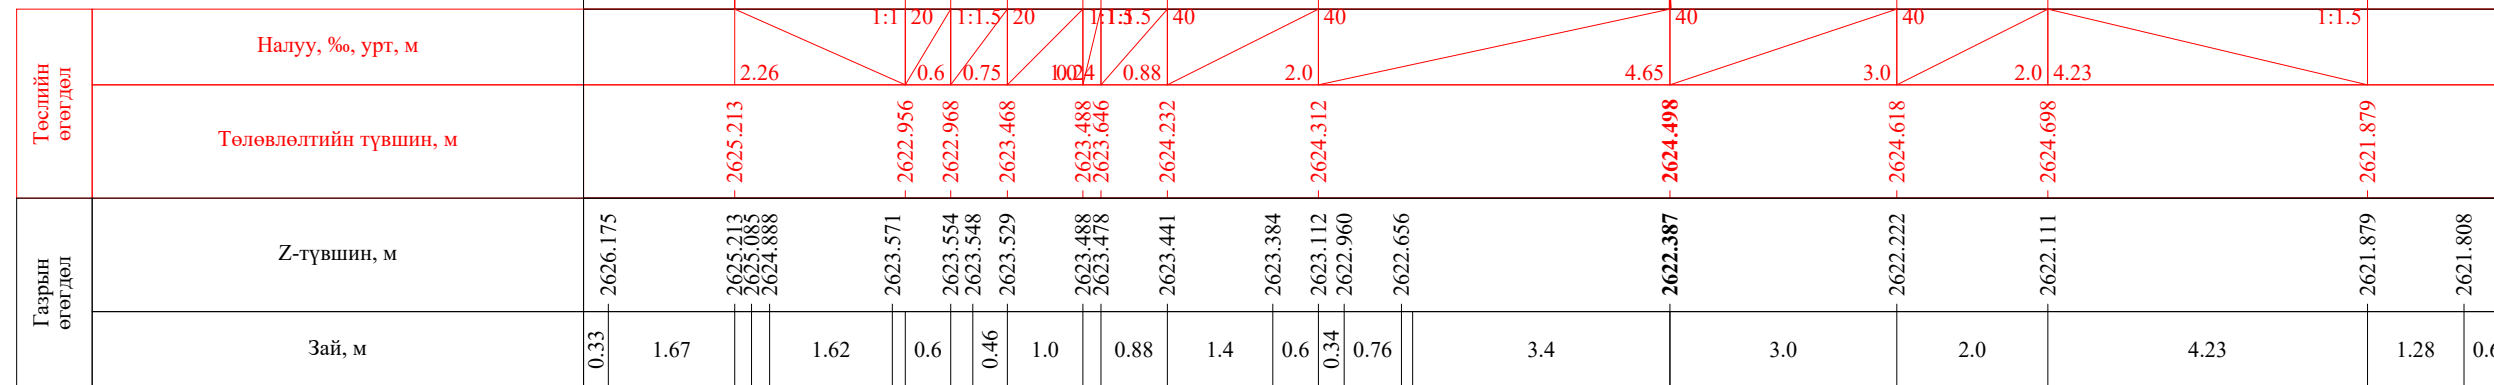 Төслийн
өгөгдөл
Налуу, ‰, урт, м
1:1 20 1:1.5 20 1:1.5 40 40 40 40 1:1.5
2.26 0.6 0.75 1.0 0.24 0.88 2.0 4.65 3.0 2.0 4.23
Төлөвлөлтийн түвшин, м
2625.213 2622.956 2622.968 2623.468 2623.488 2623.646 2624.232 2624.312 2624.498 2624.618 2624.698 2621.879
Газрын
өгөгдөл
Z-түвшин, м
2626.175 2625.213 2625.085 2624.888 2623.571 2623.554 2623.548 2623.529 2623.488 2623.478 2623.441 2623.384 2623.112 2622.960 2622.656 2622.387 2622.222 2622.111 2621.879 2621.808
Зай, м
0.33 1.67 1.62 0.6 0.46 1.0 0.88 1.4 0.6 0.34 0.76 3.4 3.0 2.0 4.23 1.28